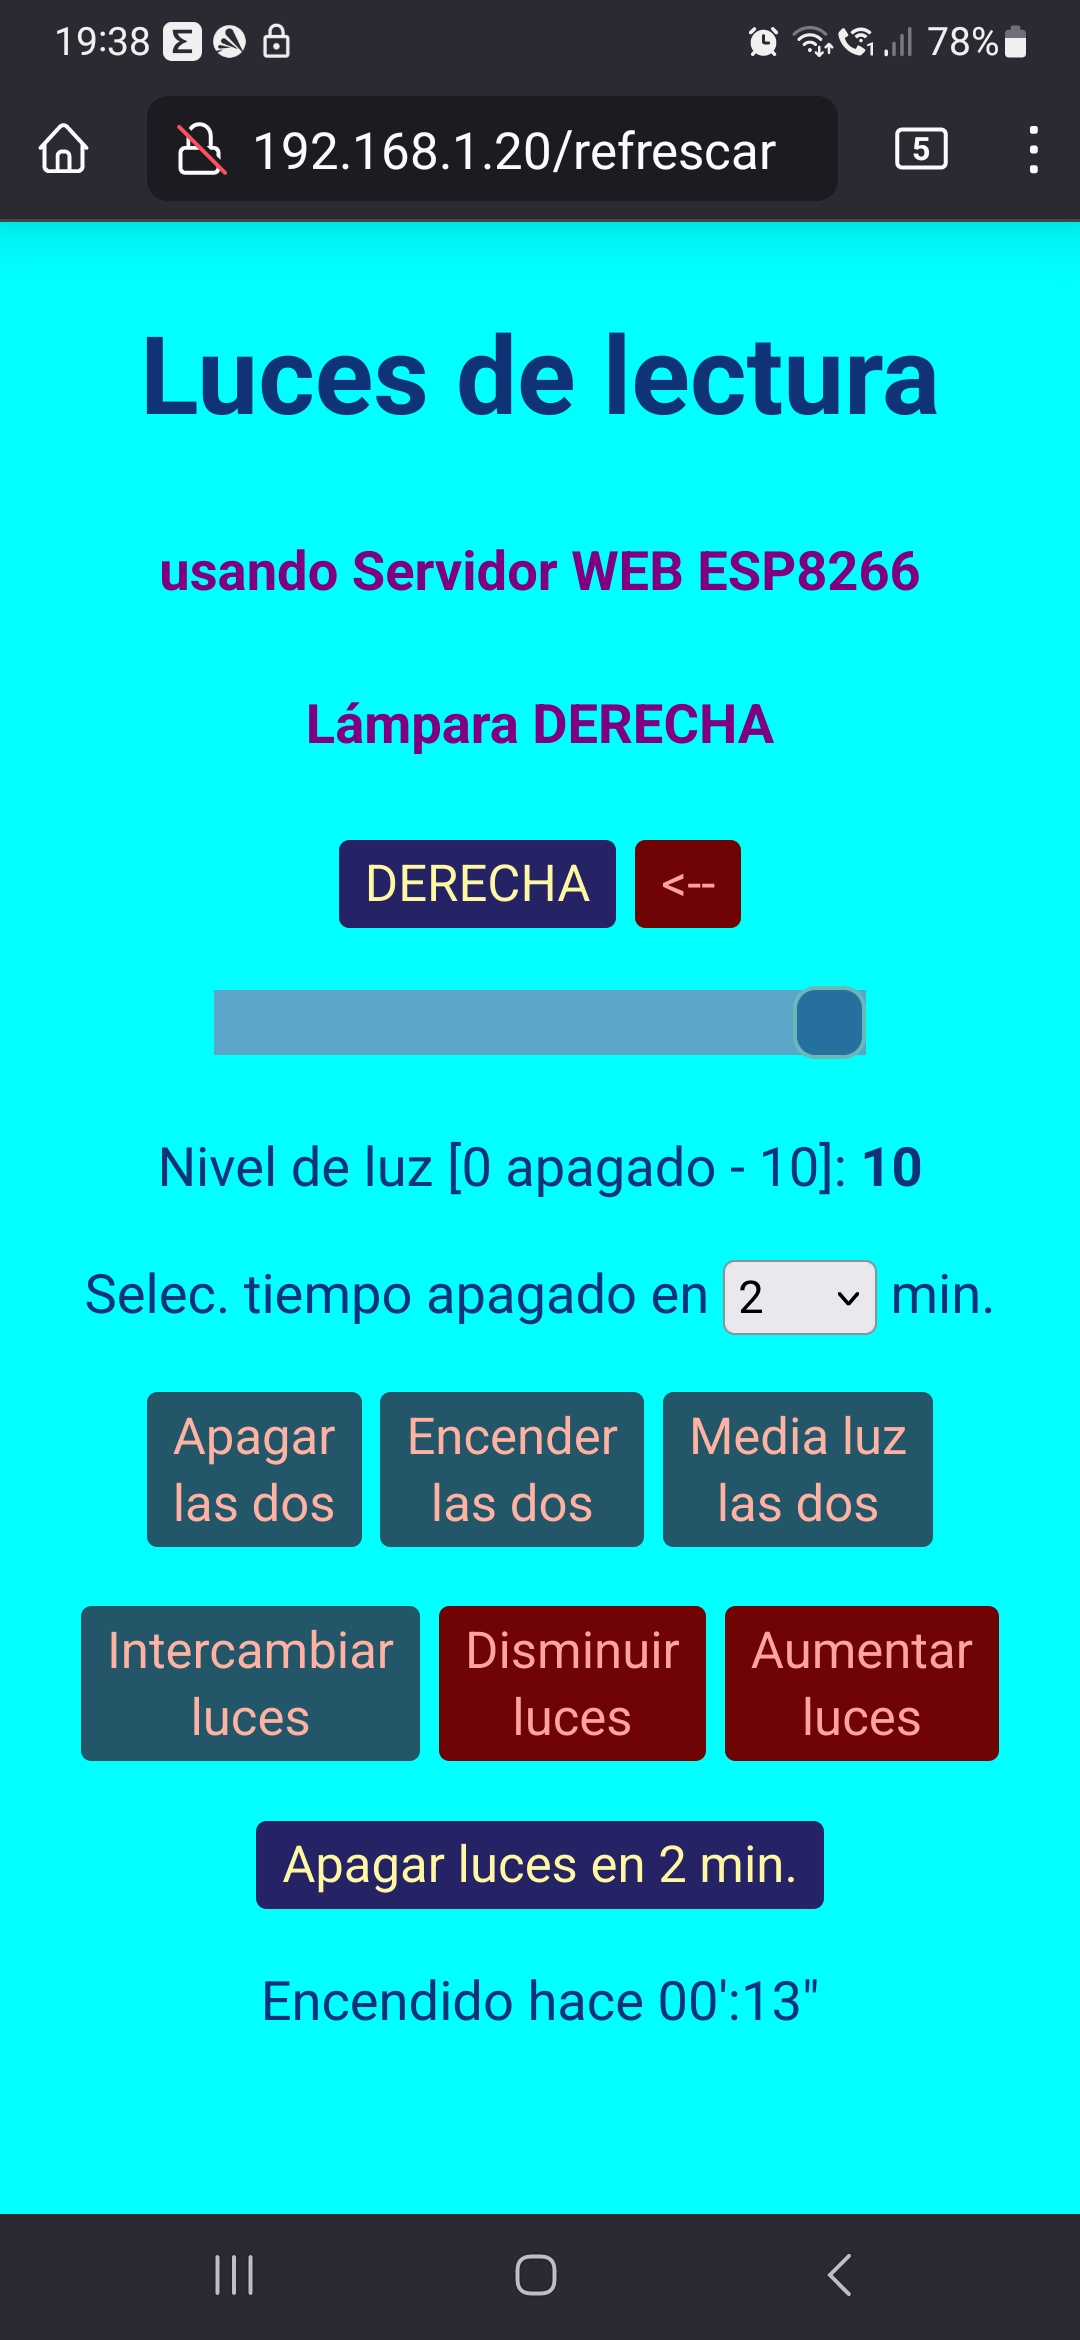 19:38 78%
192.168.1.20/refrescar 5
Luces de lectura
usando Servidor WEB ESP8266
Lámpara DERECHA
DERECHA <--
Nivel de luz [0 apagado - 10]: 10
Selec. tiempo apagado en 2 min.
Apagar las dos
Encender las dos
Media luz las dos
Intercambiar luces
Disminuir luces
Aumentar luces
Apagar luces en 2 min.
Encendido hace 00':13"